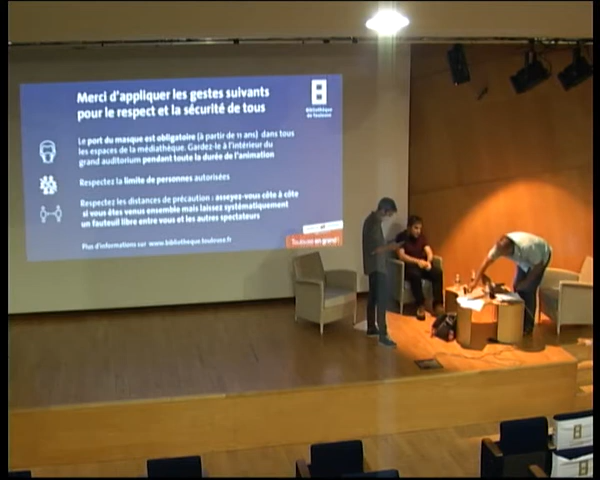 Merci d'appliquer les gestes suivants
pour le respect et la sécurité de tous
Bibliothèque
de Toulouse
Le port du masque est obligatoire (à partir de 11 ans) dans tous
les espaces de la médiathèque. Gardez-le à l'intérieur du
grand auditorium pendant toute la durée de l'animation
Respectez la limite de personnes autorisées
Respectez les distances de précaution : asseyez-vous côte à côte
si vous êtes venus ensemble mais laissez systématiquement
un fauteuil libre entre vous et les autres spectateurs
Plus d'informations sur www.bibliotheque.toulouse.fr
Toulouse en grand!